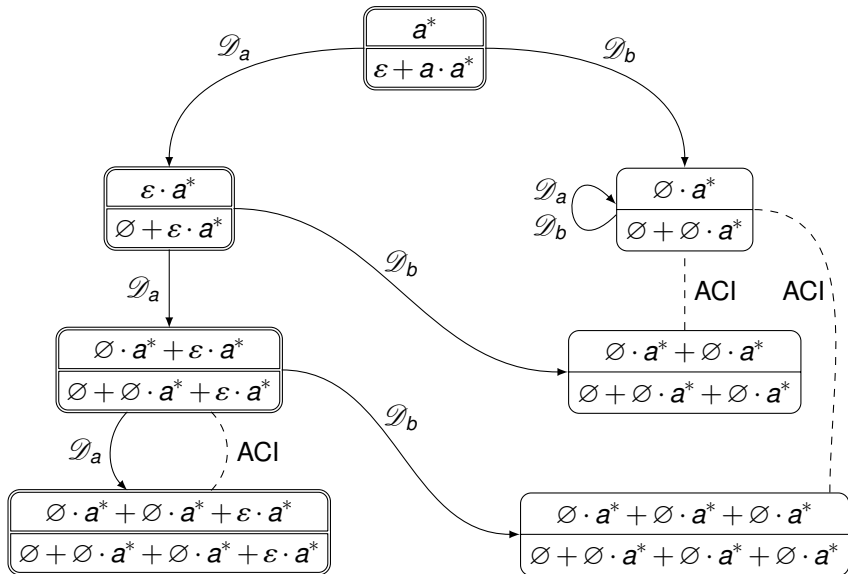 a*
𝒟a
𝒟b
ε + a · a*
ε · a*
∅ · a*
𝒟a
∅ + ε · a*
𝒟b
∅ + ∅ · a*
𝒟b
𝒟a
ACI
ACI
∅ · a* + ε · a*
∅ · a* + ∅ · a*
∅ + ∅ · a* + ε · a*
∅ + ∅ · a* + ∅ · a*
𝒟b
𝒟a
ACI
∅ · a* + ∅ · a* + ε · a*
∅ · a* + ∅ · a* + ∅ · a*
∅ + ∅ · a* + ∅ · a* + ε · a*
∅ + ∅ · a* + ∅ · a* + ∅ · a*